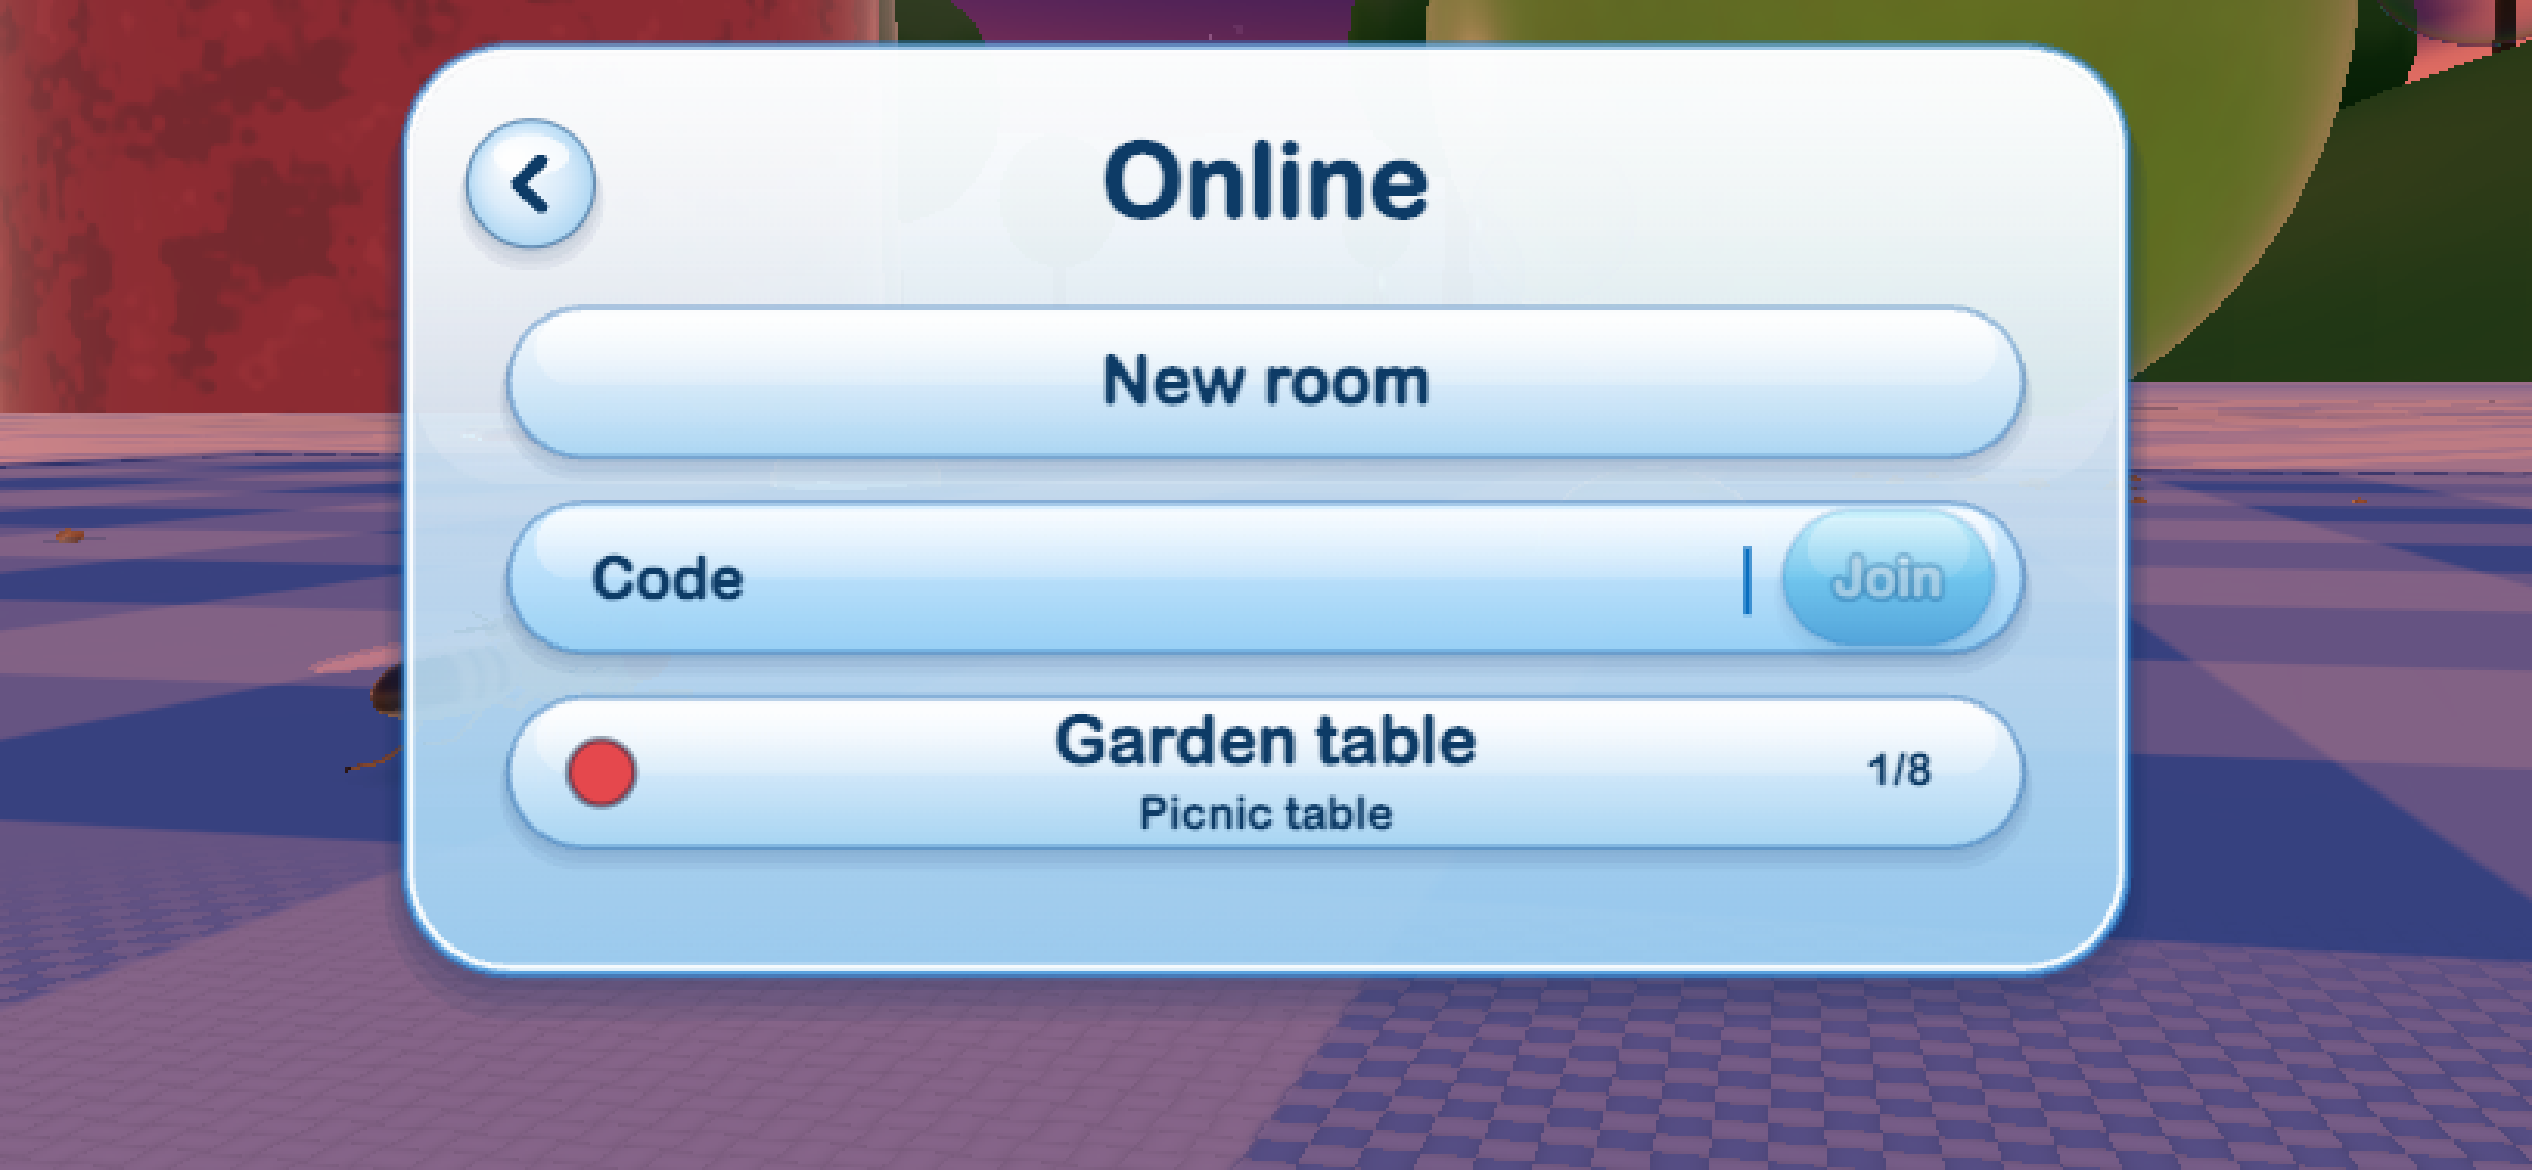 Online
New room
Code
Join
Garden table
1/8
Picnic table